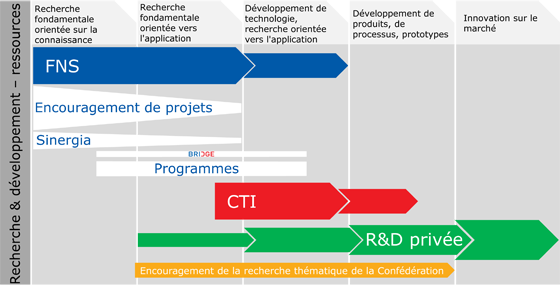 Recherche
fondamentale
orientée sur la
connaissance
Recherche
fondamentale
orientée vers
l'application
Développement de
technologie,
recherche orientée
vers l'application
Développement de
produits, de
processus, prototypes
Innovation sur le
marché
Recherche & développement – ressources
FNS
Encouragement de projets
Sinergia
BRIDGE
Programmes
CTI
R&D privée
Encouragement de la recherche thématique de la Confédération